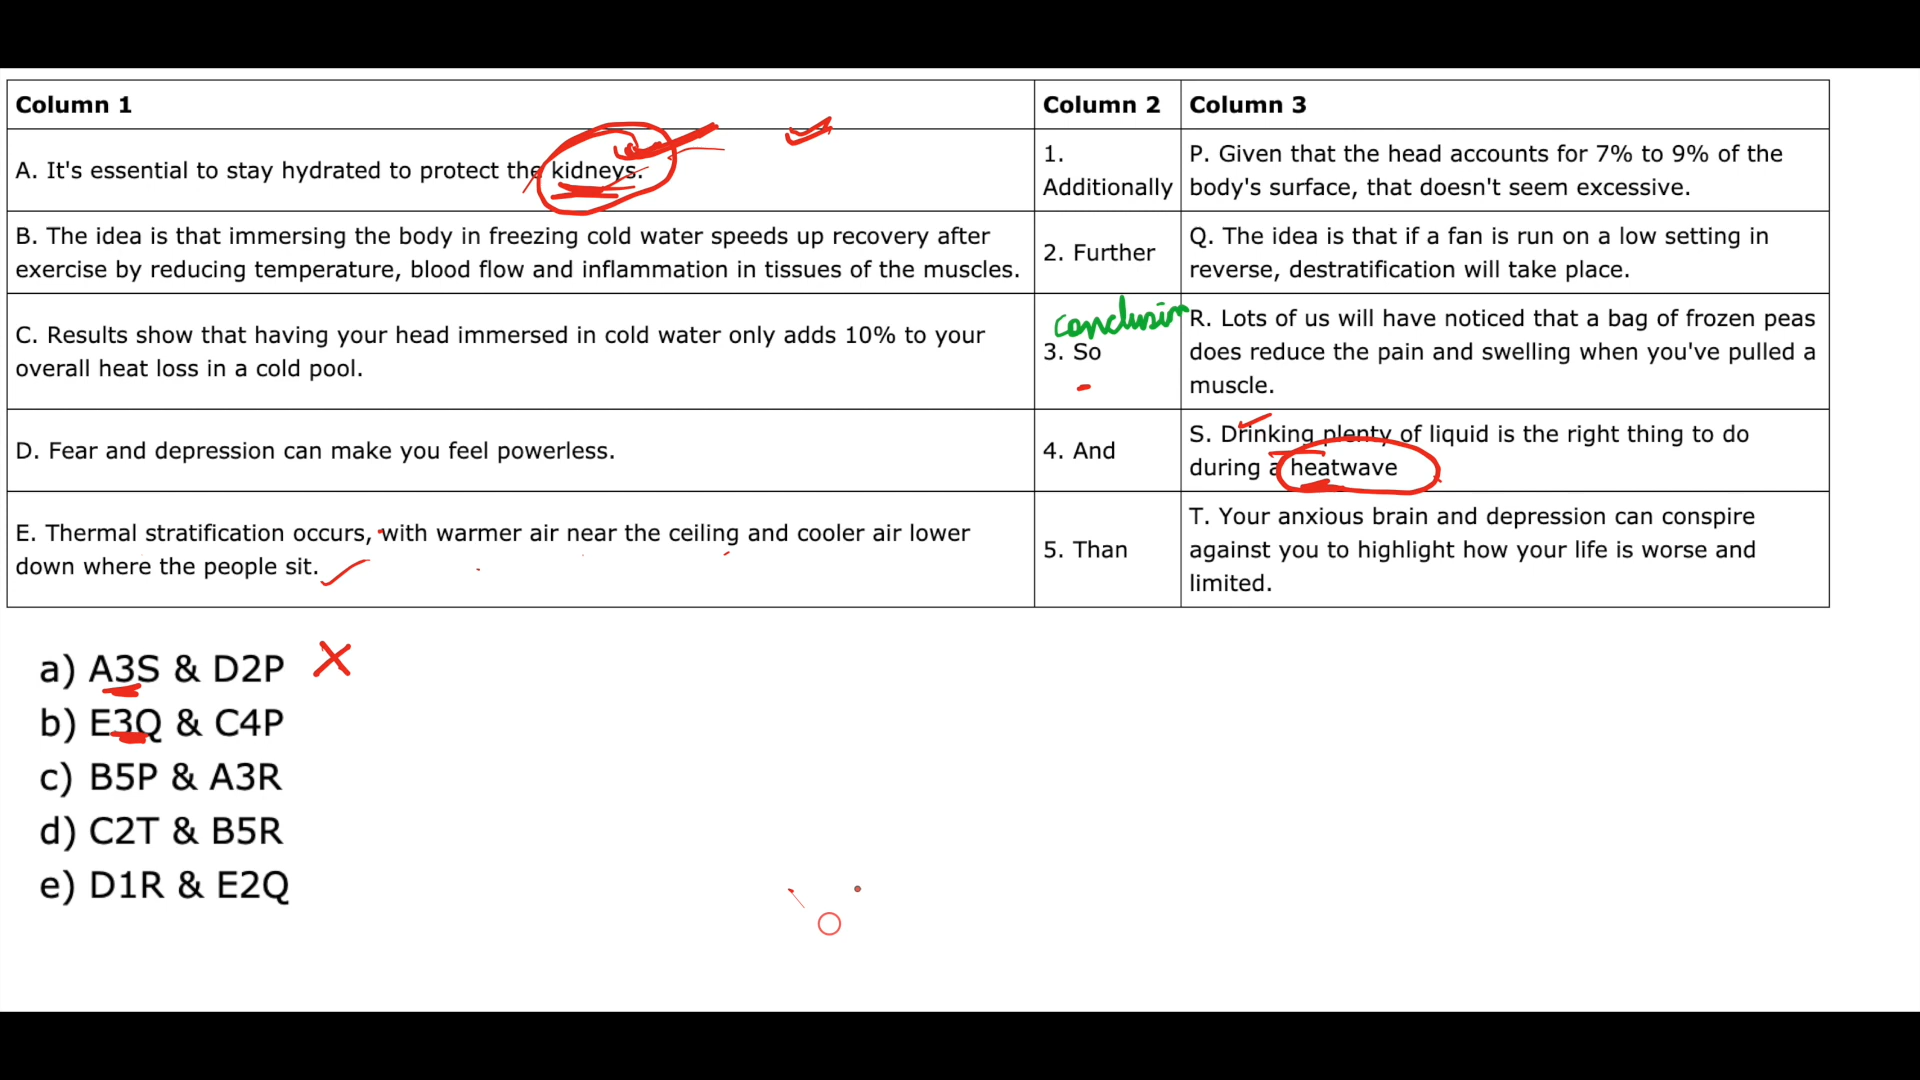 Column 1
Column 2
Column 3
A. It's essential to stay hydrated to protect the kidneys.
1.
Additionally
P. Given that the head accounts for 7% to 9% of the
body's surface, that doesn't seem excessive.
B. The idea is that immersing the body in freezing cold water speeds up recovery after
exercise by reducing temperature, blood flow and inflammation in tissues of the muscles.
2. Further
Q. The idea is that if a fan is run on a low setting in
reverse, destratification will take place.
C. Results show that having your head immersed in cold water only adds 10% to your
overall heat loss in a cold pool.
conclusion
3. So
R. Lots of us will have noticed that a bag of frozen peas
does reduce the pain and swelling when you've pulled a
muscle.
D. Fear and depression can make you feel powerless.
4. And
S. Drinking plenty of liquid is the right thing to do
during a heatwave
E. Thermal stratification occurs, with warmer air near the ceiling and cooler air lower
down where the people sit.
5. Than
T. Your anxious brain and depression can conspire
against you to highlight how your life is worse and
limited.
a) A3S & D2P
b) E3Q & C4P
c) B5P & A3R
d) C2T & B5R
e) D1R & E2Q